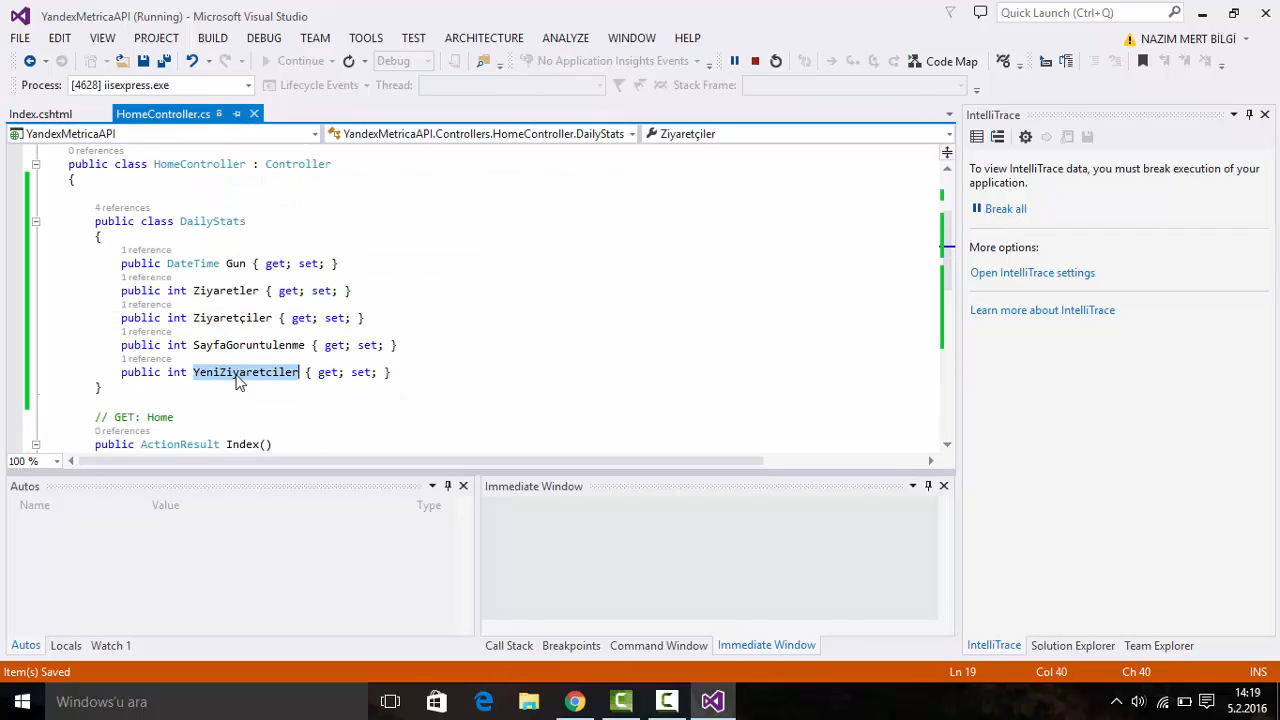 YandexMetricaAPI (Running) - Microsoft Visual Studio
Quick Launch (Ctrl+Q)
FILE EDIT VIEW PROJECT BUILD DEBUG TEAM TOOLS TEST ARCHITECTURE ANALYZE WINDOW HELP
NAZIM MERT BİLGİ
Continue Debug No Application Insights Events Code Map
Process: [4628] iisexpress.exe Lifecycle Events Thread: Stack Frame:
Index.cshtml HomeController.cs
YandexMetricaAPI YandexMetricaAPI.Controllers.HomeController.DailyStats Ziyaretçiler
0 references
public class HomeController : Controller
{
4 references
public class DailyStats
{
1 reference
public DateTime Gun { get; set; }
1 reference
public int Ziyaretler { get; set; }
1 reference
public int Ziyaretçiler { get; set; }
1 reference
public int SayfaGoruntulenme { get; set; }
1 reference
public int YeniZiyaretciler { get; set; }
}
// GET: Home
0 references
public ActionResult Index()
100 %
IntelliTrace
To view IntelliTrace data, you must break execution of your
application.
Break all
More options:
Open IntelliTrace settings
Learn more about IntelliTrace
Autos
Name Value Type
Immediate Window
Autos Locals Watch 1
Call Stack Breakpoints Command Window Immediate Window
IntelliTrace Solution Explorer Team Explorer
Item(s) Saved Ln 19 Col 40 Ch 40 INS
Windows'u ara
14:19
5.2.2016